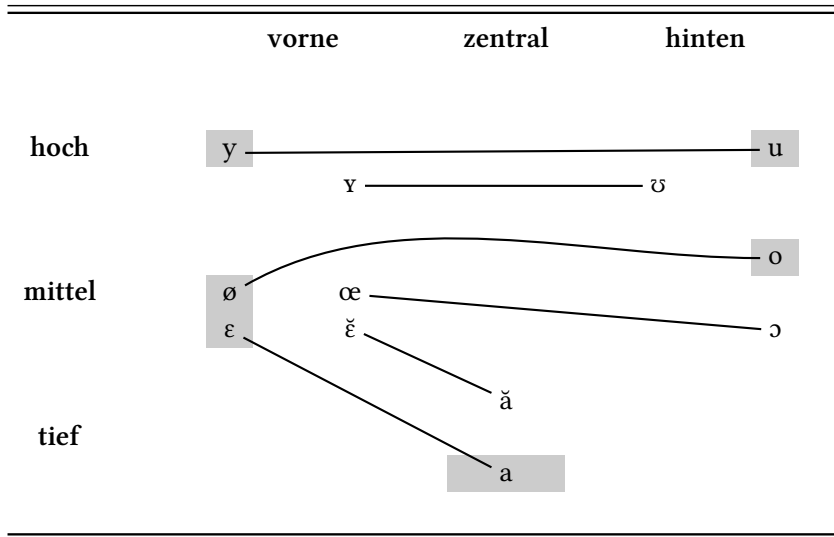 vorne zentral hinten
hoch y u
ʏ ʊ
o
mittel ø œ
ɛ ɛ̆ ɔ
ă
tief
a